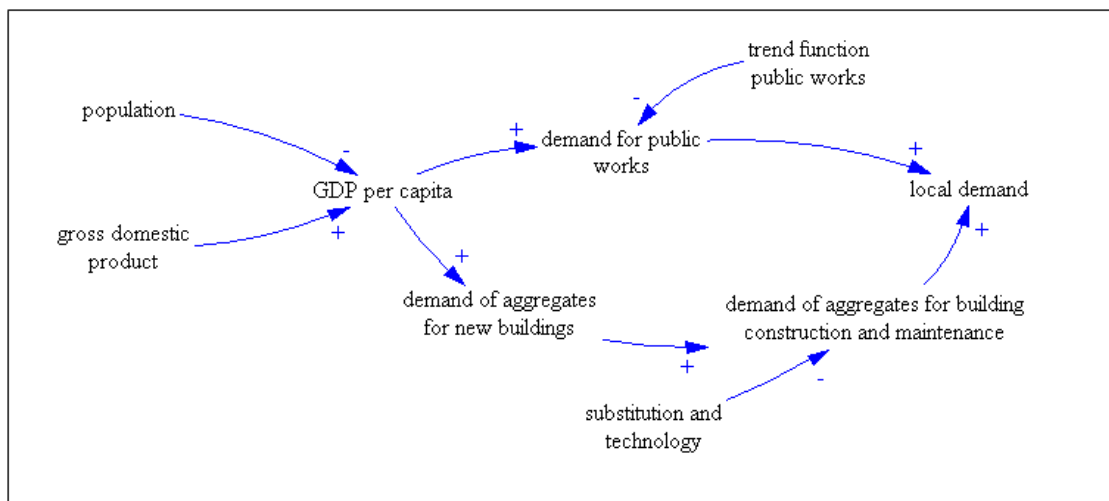 trend function
public works
population
-
-
+
demand for public
works
+
GDP per capita
local demand
+
+
gross domestic
product
+
demand of aggregates
for new buildings
demand of aggregates for building
construction and maintenance
+
-
substitution and
technology